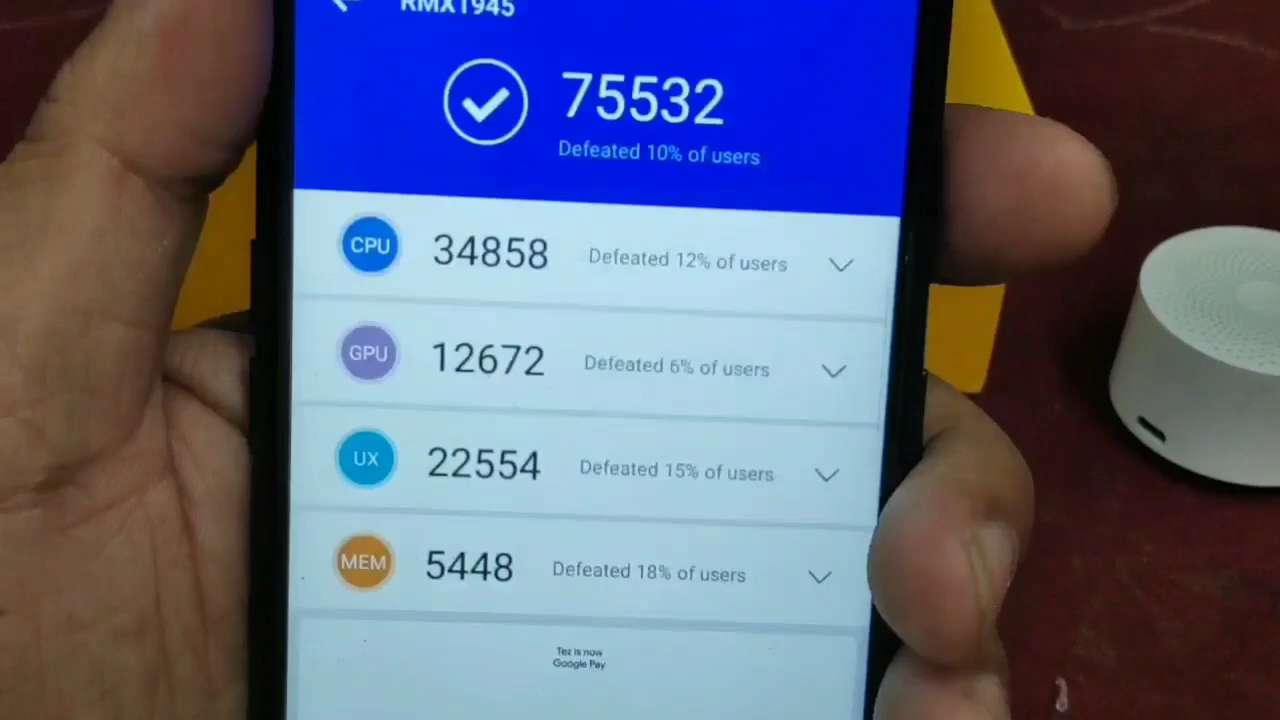 RMX1945
75532
Defeated 10% of users
CPU 34858 Defeated 12% of users
GPU 12672 Defeated 6% of users
UX 22554 Defeated 15% of users
MEM 5448 Defeated 18% of users
Tez is now
Google Pay